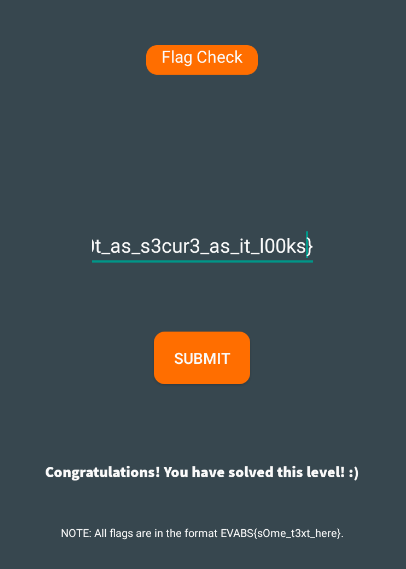 Flag Check
t_as_s3cur3_as_it_l00ks}
SUBMIT
Congratulations! You have solved this level! :)
NOTE: All flags are in the format EVABS{sOme_t3xt_here}.